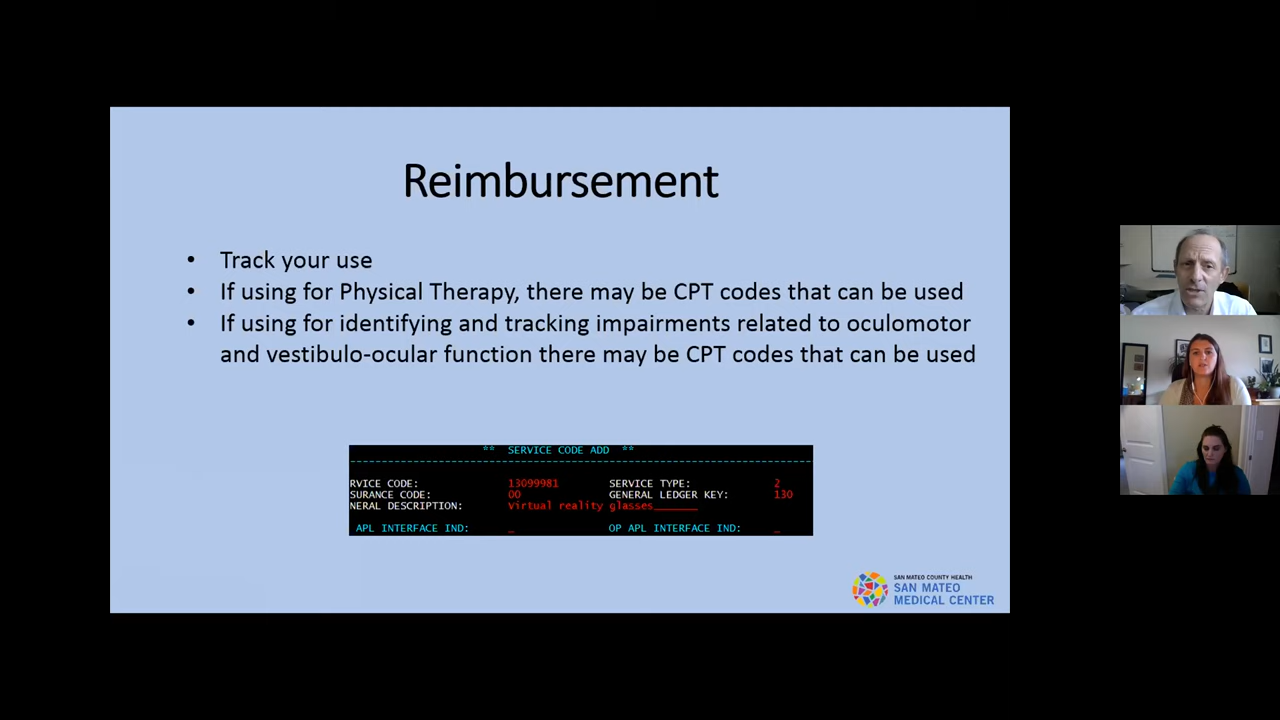 Reimbursement
• Track your use
• If using for Physical Therapy, there may be CPT codes that can be used
• If using for identifying and tracking impairments related to oculomotor
and vestibulo-ocular function there may be CPT codes that can be used
** SERVICE CODE ADD **
RVICE CODE: 13099981 SERVICE TYPE: 2
SURANCE CODE: 00 GENERAL LEDGER KEY: 130
NERAL DESCRIPTION: virtual reality glasses
APL INTERFACE IND: _ OP APL INTERFACE IND: _
SAN MATEO COUNTY HEALTH
SAN MATEO
MEDICAL CENTER